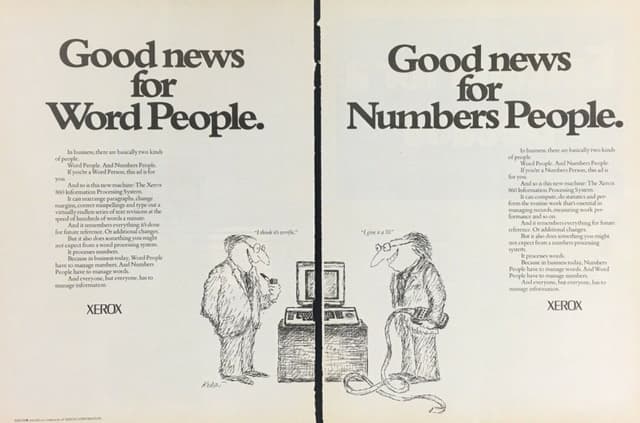 Good news
for
Word People.
In business, there are basically two kinds
of people.
Word People. And Numbers People.
If you're a Word Person, this ad is for
you.
And so is this new machine: The Xerox
860 Information Processing System.
It can rearrange paragraphs, change
margins, correct misspellings and type out a
virtually endless series of text revisions at the
speed of hundreds of words a minute.
And it remembers everything it's done
for future reference. Or additional changes.
But it also does something you might
not expect from a word processing system.
It processes numbers.
Because in business today, Word People
have to manage numbers. And Numbers
People have to manage words.
And everyone, but everyone, has to
manage information.
XEROX
"I think it's terrific."
Good news
for
Numbers People.
In business, there are basically two kinds
of people.
Word People. And Numbers People.
If you're a Numbers Person, this ad is
for you.
And so is this new machine: The Xerox
860 Information Processing System.
It can compute, do statistics and per-
form the routine work that's essential in
managing records, measuring work per-
formance and so on.
And it remembers everything for future
reference. Or additional changes.
But it also does something you might
not expect from a numbers processing
system.
It processes words.
Because in business today, Numbers
People have to manage words. And Word
People have to manage numbers.
And everyone, but everyone, has to
manage information.
XEROX
"I give it a 10."